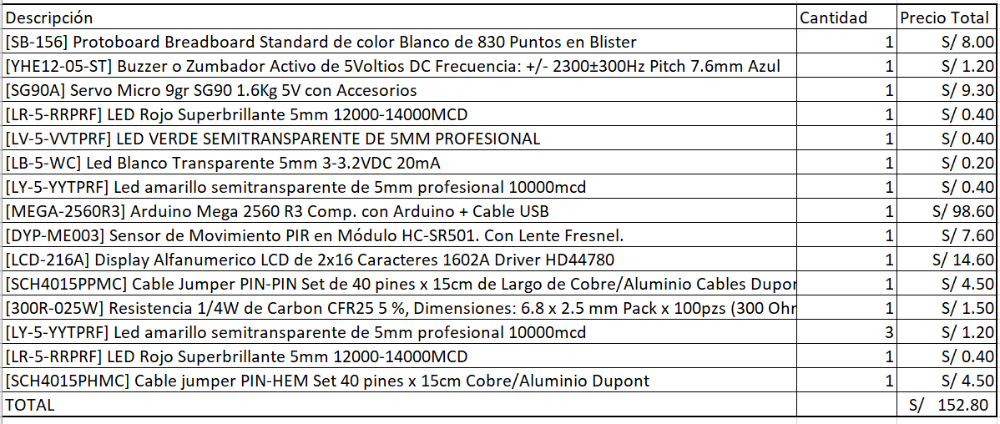 Descripción Cantidad Precio Total
[SB-156] Protoboard Breadboard Standard de color Blanco de 830 Puntos en Blister 1 S/ 8.00
[YHE12-05-ST] Buzzer o Zumbador Activo de 5Voltios DC Frecuencia: +/- 2300±300Hz Pitch 7.6mm Azul 1 S/ 1.20
[SG90A] Servo Micro 9gr SG90 1.6Kg 5V con Accesorios 1 S/ 9.30
[LR-5-RRPRF] LED Rojo Superbrillante 5mm 12000-14000MCD 1 S/ 0.40
[LV-5-VVTPRF] LED VERDE SEMITRANSPARENTE DE 5MM PROFESIONAL 1 S/ 0.40
[LB-5-WC] Led Blanco Transparente 5mm 3-3.2VDC 20mA 1 S/ 0.20
[LY-5-YYTPRF] Led amarillo semitransparente de 5mm profesional 10000mcd 1 S/ 0.40
[MEGA-2560R3] Arduino Mega 2560 R3 Comp. con Arduino + Cable USB 1 S/ 98.60
[DYP-ME003] Sensor de Movimiento PIR en Módulo HC-SR501. Con Lente Fresnel. 1 S/ 7.60
[LCD-216A] Display Alfanumerico LCD de 2x16 Caracteres 1602A Driver HD44780 1 S/ 14.60
[SCH4015PPMC] Cable Jumper PIN-PIN Set de 40 pines x 15cm de Largo de Cobre/Aluminio Cables Dupon 1 S/ 4.50
[300R-025W] Resistencia 1/4W de Carbon CFR25 5 %, Dimensiones: 6.8 x 2.5 mm Pack x 100pzs (300 Ohm 1 S/ 1.50
[LY-5-YYTPRF] Led amarillo semitransparente de 5mm profesional 10000mcd 3 S/ 1.20
[LR-5-RRPRF] LED Rojo Superbrillante 5mm 12000-14000MCD 1 S/ 0.40
[SCH4015PHMC] Cable jumper PIN-HEM Set 40 pines x 15cm Cobre/Aluminio Dupont 1 S/ 4.50
TOTAL S/ 152.80